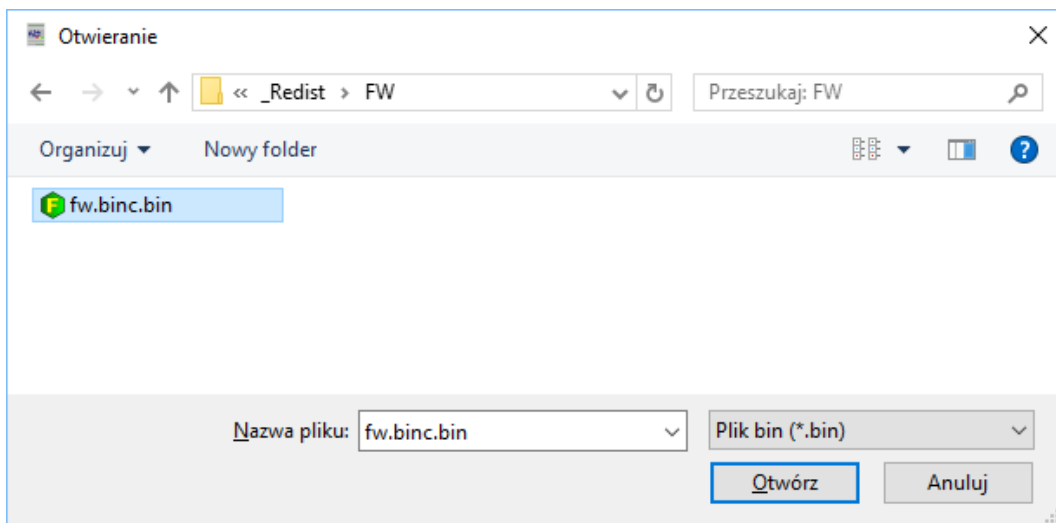 Otwieranie
« _Redist > FW
Przeszukaj: FW
Organizuj
Nowy folder
fw.binc.bin
Nazwa pliku: fw.binc.bin
Plik bin (*.bin)
Otwórz
Anuluj